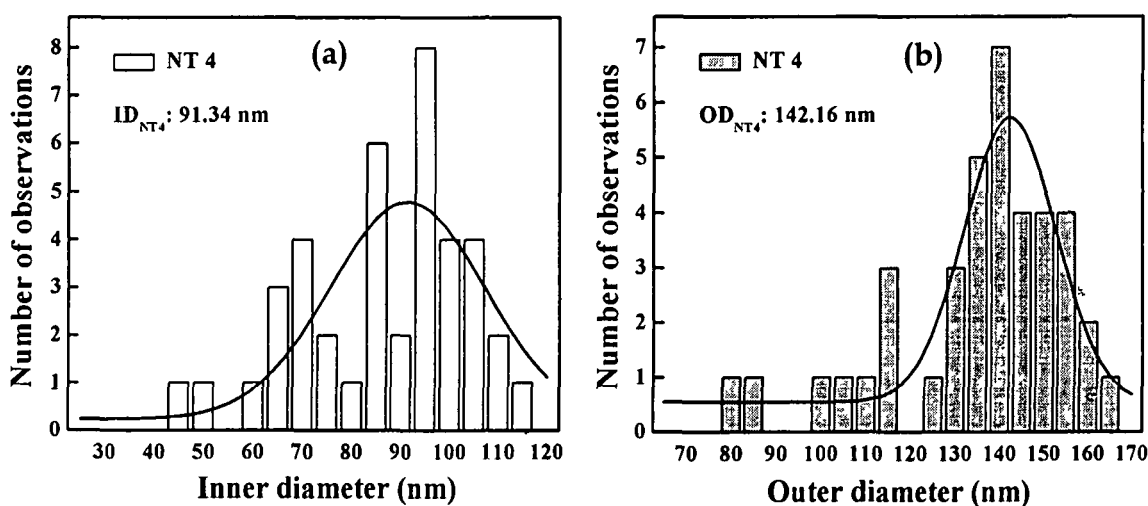 (a)
NT 4
ID_NT4: 91.34 nm
Number of observations
8
7
6
5
4
3
2
1
0
30 40 50 60 70 80 90 100 110 120
Inner diameter (nm)
(b)
NT 4
OD_NT4: 142.16 nm
Number of observations
7
6
5
4
3
2
1
0
70 80 90 100 110 120 130 140 150 160 170
Outer diameter (nm)